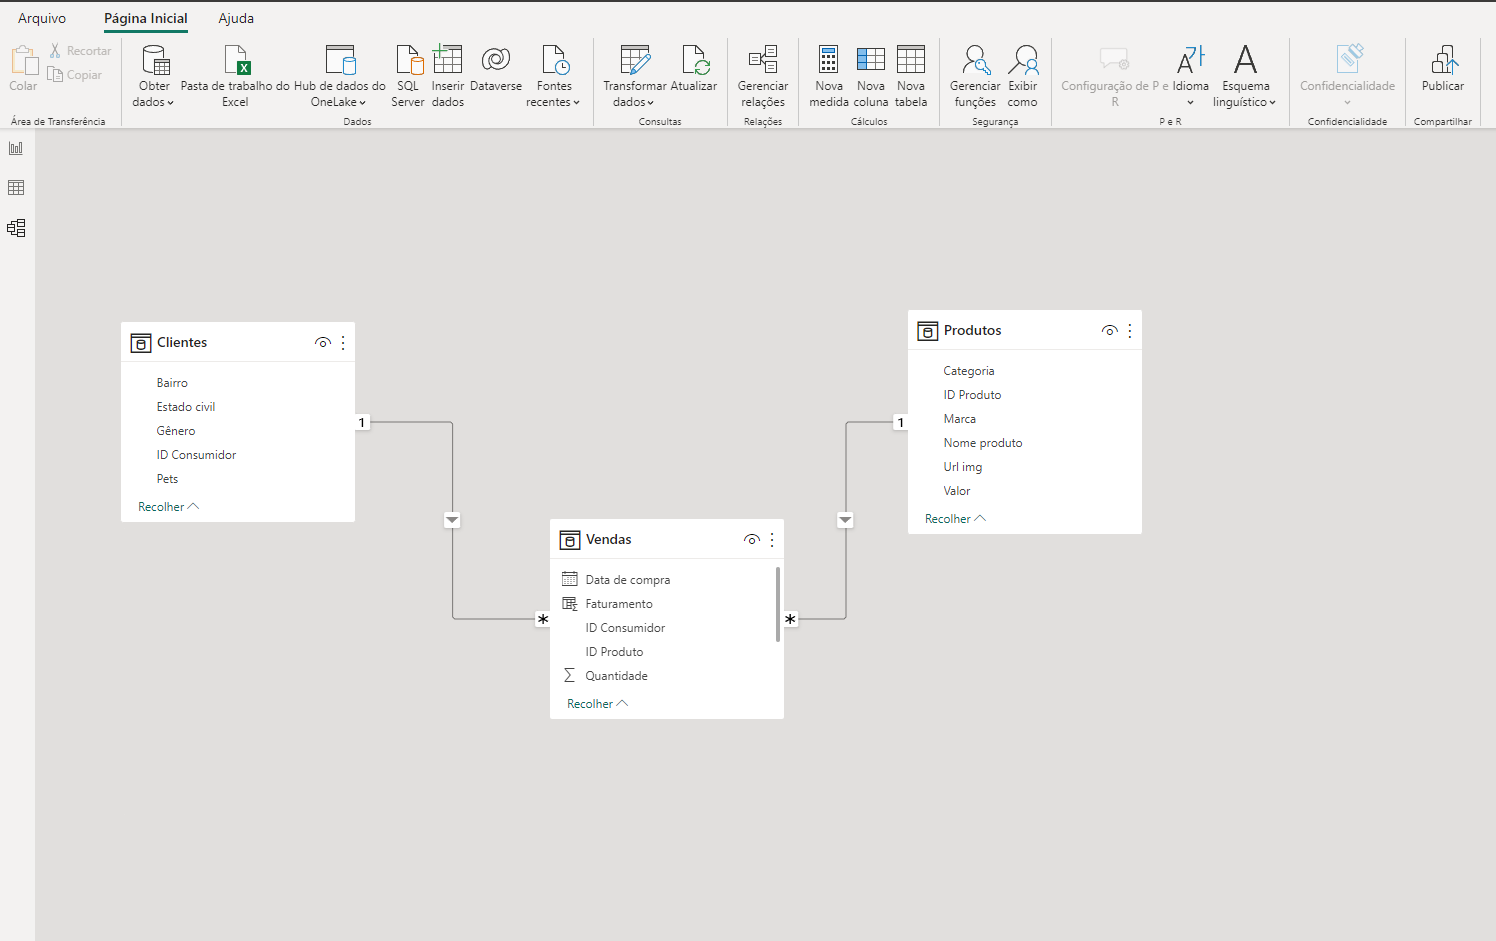 Arquivo
Página Inicial
Ajuda
Colar
Recortar
Copiar
Área de Transferência
Obter
dados
Pasta de trabalho do
Excel
Hub de dados do
OneLake
SQL
Server
Inserir
dados
Dataverse
Fontes
recentes
Dados
Transformar
dados
Atualizar
Consultas
Gerenciar
relações
Relações
Nova
medida
Nova
coluna
Nova
tabela
Cálculos
Gerenciar
funções
Exibir
como
Segurança
Configuração de P e
R
Idioma
Esquema
linguístico
P e R
Confidencialidade
Confidencialidade
Publicar
Compartilhar
Clientes
Bairro
Estado civil
Gênero
ID Consumidor
Pets
Recolher
1
Produtos
Categoria
ID Produto
Marca
Nome produto
Url img
Valor
Recolher
1
Vendas
Data de compra
Faturamento
ID Consumidor
ID Produto
Quantidade
Recolher
*
*